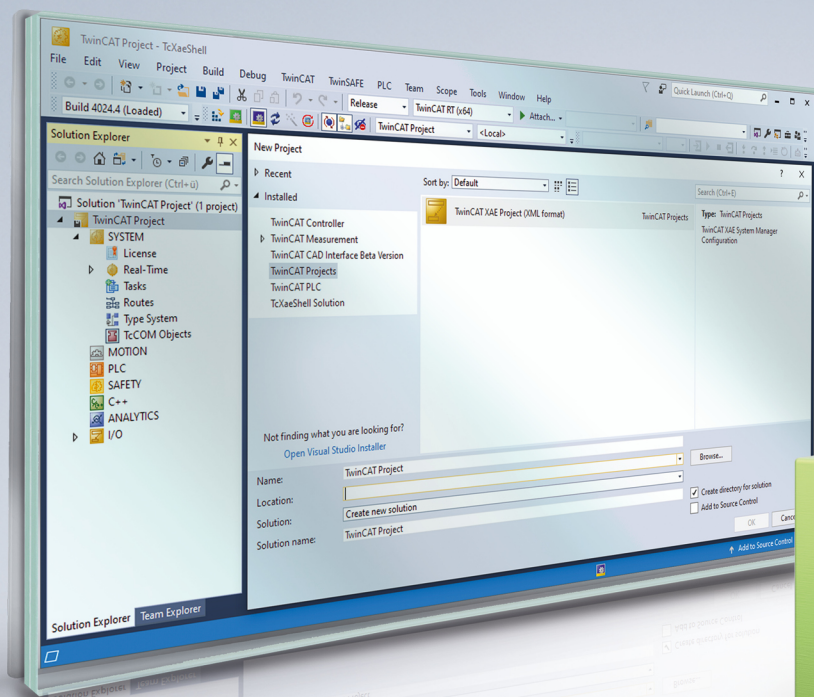 TwinCAT Project - TcXaeShell
File Edit View Project Build Debug TwinCAT TwinSAFE PLC Team Scope Tools Window Help
Quick Launch (Ctrl+Q)
Release TwinCAT RT (x64) Attach...
Build 4024.4 (Loaded) TwinCAT Project <Local>
Solution Explorer
Search Solution Explorer (Ctrl+ü)
Solution 'TwinCAT Project' (1 project)
TwinCAT Project
SYSTEM
License
Real-Time
Tasks
Routes
Type System
TcCOM Objects
MOTION
PLC
SAFETY
C++
ANALYTICS
I/O
Solution Explorer Team Explorer
New Project
? X
Recent
Installed
TwinCAT Controller
TwinCAT Measurement
TwinCAT CAD Interface Beta Version
TwinCAT Projects
TwinCAT PLC
TcXaeShell Solution
Not finding what you are looking for?
Open Visual Studio Installer
Sort by: Default
TwinCAT XAE Project (XML format) TwinCAT Projects
Search (Ctrl+E)
Type: TwinCAT Projects
TwinCAT XAE System Manager
Configuration
Name: TwinCAT Project
Location:
Browse...
Solution: Create new solution
Solution name: TwinCAT Project
Create directory for solution
Add to Source Control
OK Cance
Add to Source Control